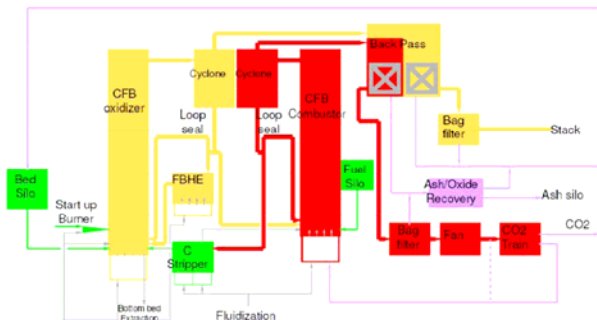 Back Pass
Cyclone
Cyclone
CFB
oxidizer
CFB
Combustor
Loop
seal
Loop
seal
Bag
filter
Stack
Bed
Silo
FBHE
Fuel
Silo
Ash/Oxide
Recovery
Ash silo
Start up
Burner
CO2
Bag
filter
Fan
CO2
Train
C
Stripper
Bottom bed
Extraction
Fluidization